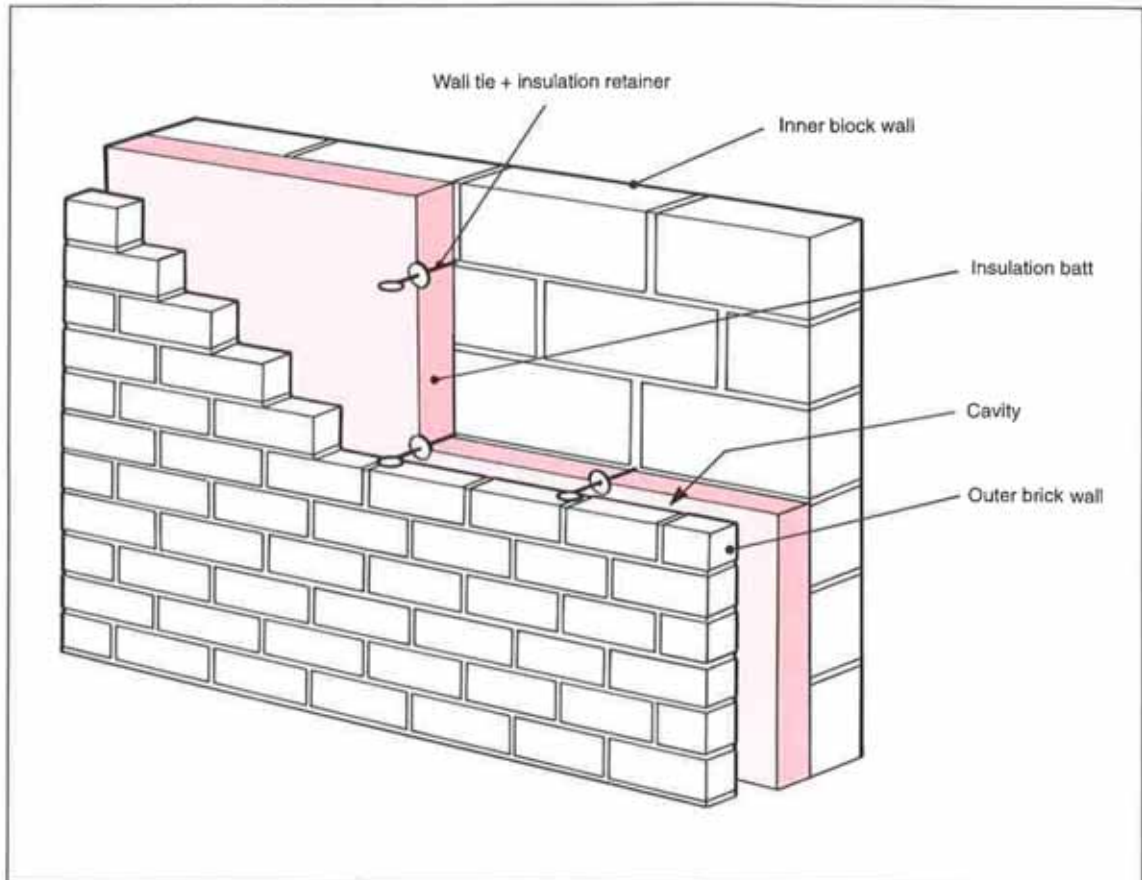 Wall tie + insulation retainer
Inner block wall
Insulation batt
Cavity
Outer brick wall